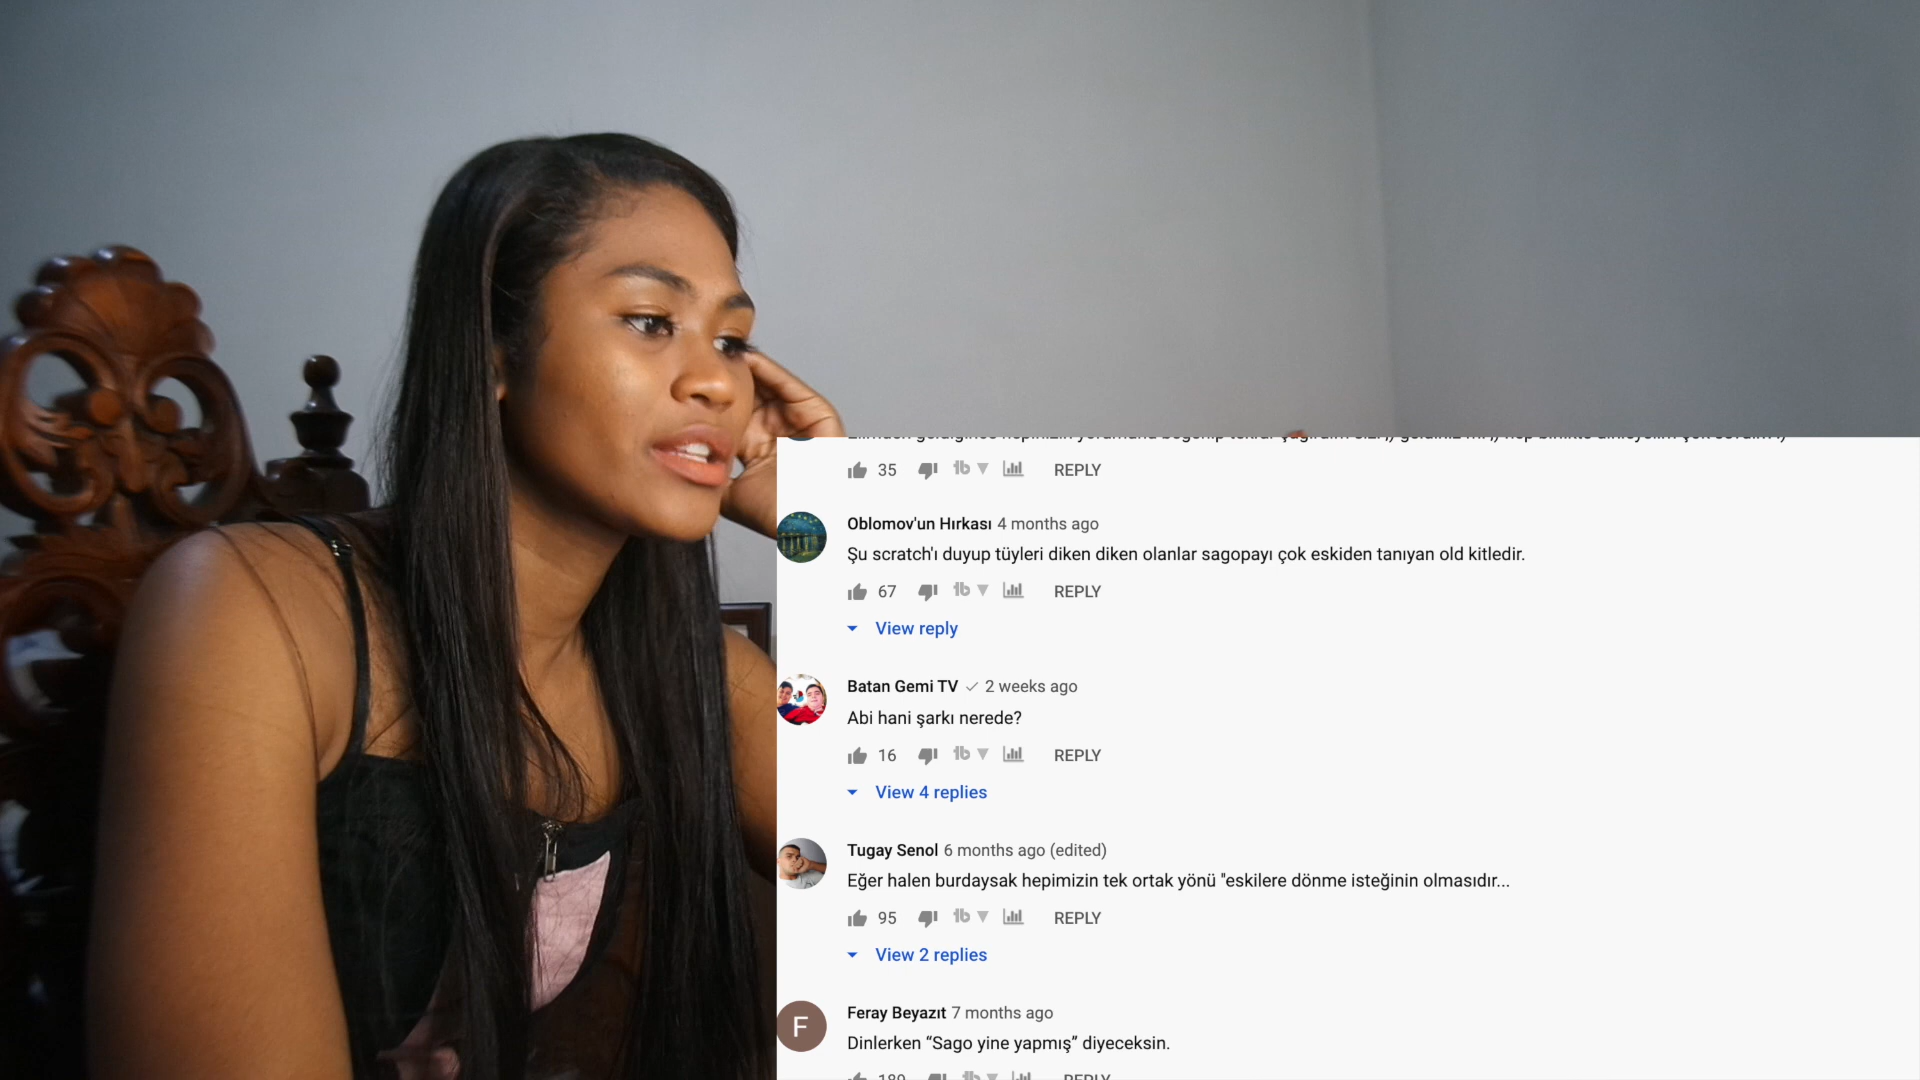 35 REPLY
Oblomov'un Hırkası 4 months ago
Şu scratch'ı duyup tüyleri diken diken olanlar sagopayı çok eskiden tanıyan old kitledir.
67 REPLY
View reply
Batan Gemi TV 2 weeks ago
Abi hani şarkı nerede?
16 REPLY
View 4 replies
Tugay Senol 6 months ago (edited)
Eğer halen burdaysak hepimizin tek ortak yönü "eskilere dönme isteğinin olmasıdır...
95 REPLY
View 2 replies
F
Feray Beyazıt 7 months ago
Dinlerken “Sago yine yapmış” diyeceksin.
189 REPLY